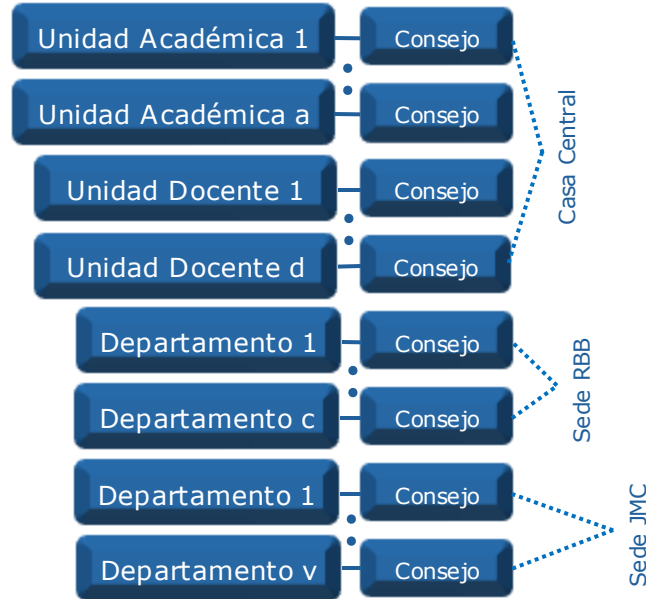 Unidad Académica 1
Consejo
Unidad Académica a
Consejo
Unidad Docente 1
Consejo
Unidad Docente d
Consejo
Casa Central
Departamento 1
Consejo
Departamento c
Consejo
Sede RBB
Departamento 1
Consejo
Departamento v
Consejo
Sede JMC